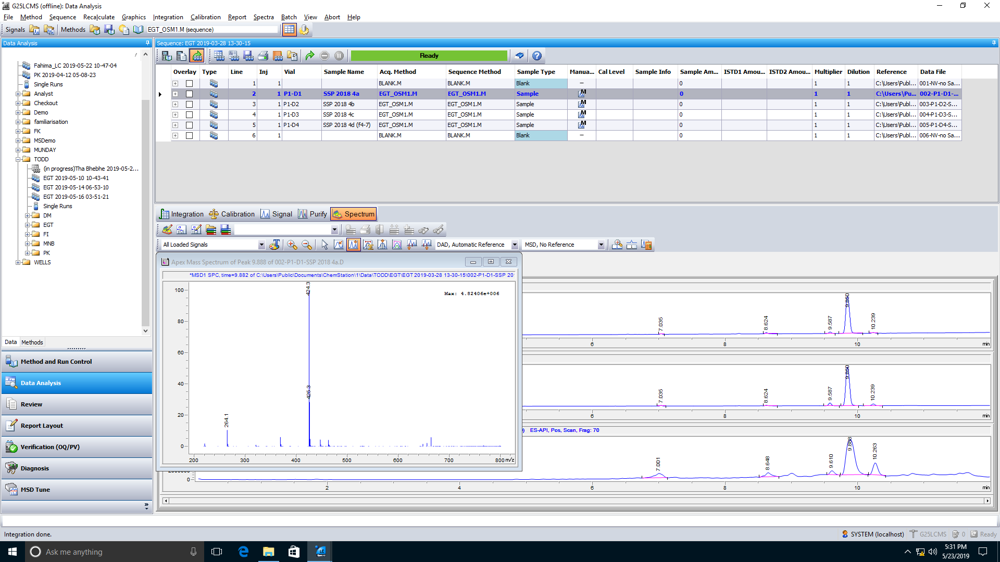 G25LCMS (offline): Data Analysis
File Method Sequence Recalculate Graphics Integration Calibration Report Spectra Batch View Abort Help
Signals Methods EGT_OSM1.M (sequence)
Data Analysis
Fahima_LC 2019-05-22 10-47-04
PK 2019-04-12 05-08-23
Single Runs
Analyst
Checkout
Demo
familiarisation
FK
MSDemo
MUNDAY
TODD
(in progress)Tha Bhebhe 2019-05-2...
EGT 2019-05-10 10-43-41
EGT 2019-05-14 06-53-10
EGT 2019-05-16 03-51-21
Single Runs
DM
EGT
FI
MNB
PK
WELLS
Data Methods
Method and Run Control
Data Analysis
Review
Report Layout
Verification (OQ/PV)
Diagnosis
MSD Tune
Sequence: EGT 2019-03-28 13-30-15
Ready
Overlay Type Line Inj Vial Sample Name Acq. Method Sequence Method Sample Type Manua... Cal Level Sample Info Sample Am... ISTD1 Amou... ISTD2 Amou... Multiplier Dilution Reference Data File
1 1 BLANK.M BLANK.M Blank – 0 1 1 C:\Users\Publ... 001-NV-no Sa...
2 1 P1-D1 SSP 2018 4a EGT_OSM1.M EGT_OSM1.M Sample M 0 1 1 C:\Users\Pu... 002-P1-D1-...
3 1 P1-D2 SSP 2018 4b EGT_OSM1.M EGT_OSM1.M Sample M 0 1 1 C:\Users\Publ... 003-P1-D2-S...
4 1 P1-D3 SSP 2018 4c EGT_OSM1.M EGT_OSM1.M Sample M 0 1 1 C:\Users\Publ... 004-P1-D3-S...
5 1 P1-D4 SSP 2018 4d (f4-7) EGT_OSM1.M EGT_OSM1.M Sample M 0 1 1 C:\Users\Publ... 005-P1-D4-S...
6 1 BLANK.M BLANK.M Blank – 0 1 1 C:\Users\Publ... 006-NV-no Sa...
Integration Calibration Signal Purify Spectrum
All Loaded Signals DAD, Automatic Reference MSD, No Reference
Apex Mass Spectrum of Peak 9.888 of 002-P1-D1-SSP 2018 4a.D
*MSD1 SPC, time=9.882 of C:\Users\Public\Documents\ChemStation\1\Data\TODD\EGT\EGT 2019-03-28 13-30-15\002-P1-D1-SSP 20
Max: 4.82406e+006
100
80
60
40
20
0
424.3
425.3
264.1
200 300 400 500 600 700 800 m/z
7.035 8.624 9.587 9.850 10.239
6 8 10 min
7.035 8.624 9.587 9.850 10.239
6 8 10 min
ES-API, Pos, Scan, Frag: 70
7.001 8.648 9.610 9.888 10.263
0
2 4 6 8 10 min
Integration done.
SYSTEM (localhost) G25LCMS 0 Ready
Ask me anything
5:31 PM
5/23/2019